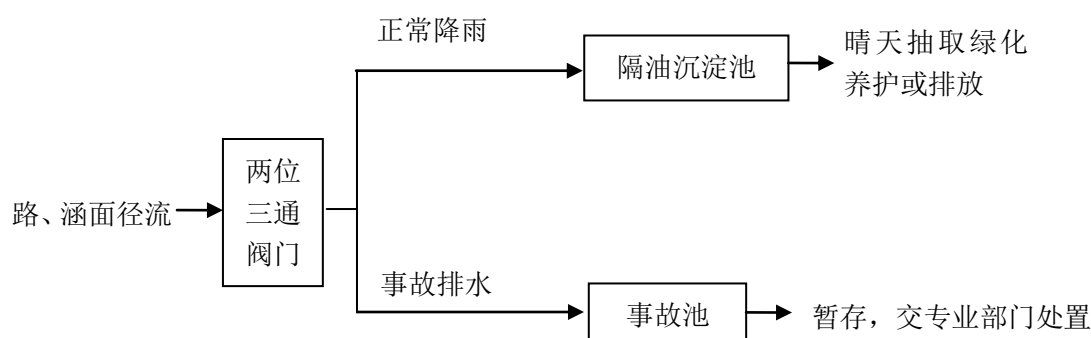 正常降雨
隔油沉淀池
晴天抽取绿化
养护或排放
路、涵面径流
两位
三通
阀门
事故排水
事故池
暂存，交专业部门处置